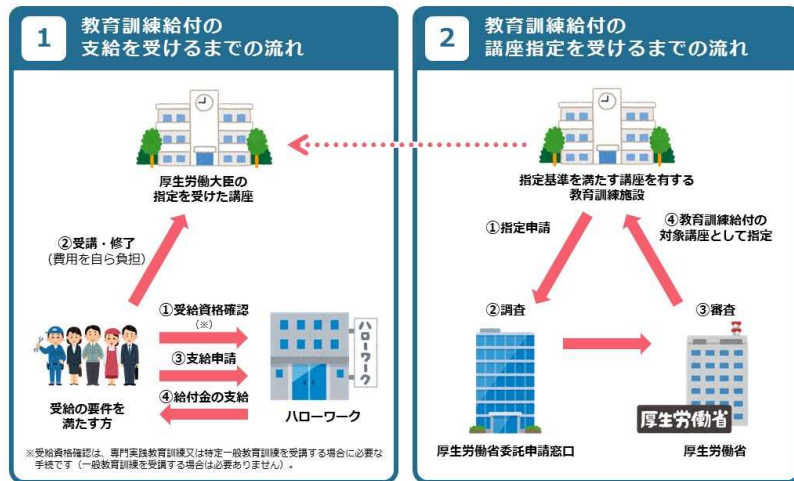 1
教育訓練給付の
支給を受けるまでの流れ
厚生労働大臣の
指定を受けた講座
②受講・修了
(費用を自ら負担)
①受給資格確認
(※)
③支給申請
④給付金の支給
受給の要件を
満たす方
ハローワーク
ハローワーク
※受給資格確認は、専門実践教育訓練又は特定一般教育訓練を受講する場合に必要な
手続です（一般教育訓練を受講する場合は必要ありません）。
2
教育訓練給付の
講座指定を受けるまでの流れ
指定基準を満たす講座を有する
教育訓練施設
①指定申請
④教育訓練給付の
対象講座として指定
②調査
③審査
厚生労働省
厚生労働省委託申請窓口
厚生労働省